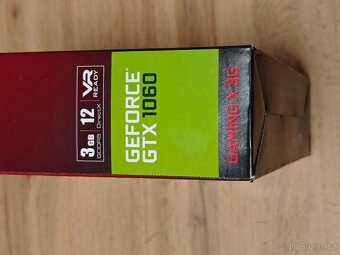 3GB
GDDR5
12
DirectX
VR
READY
GEFORCE
GTX 1060
GAMING X 3G